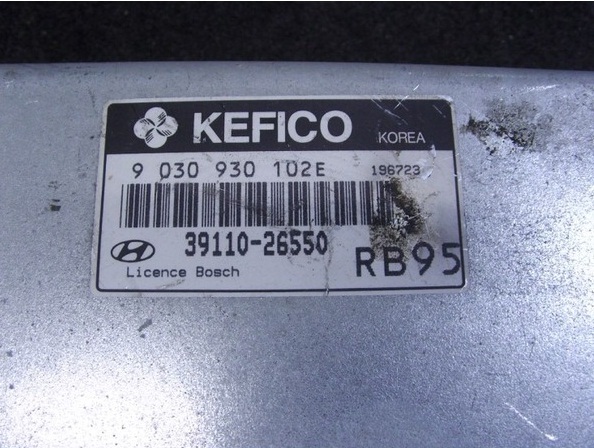 KEFICO KOREA
9 030 930 102E 196723
39110-26550
Licence Bosch RB95